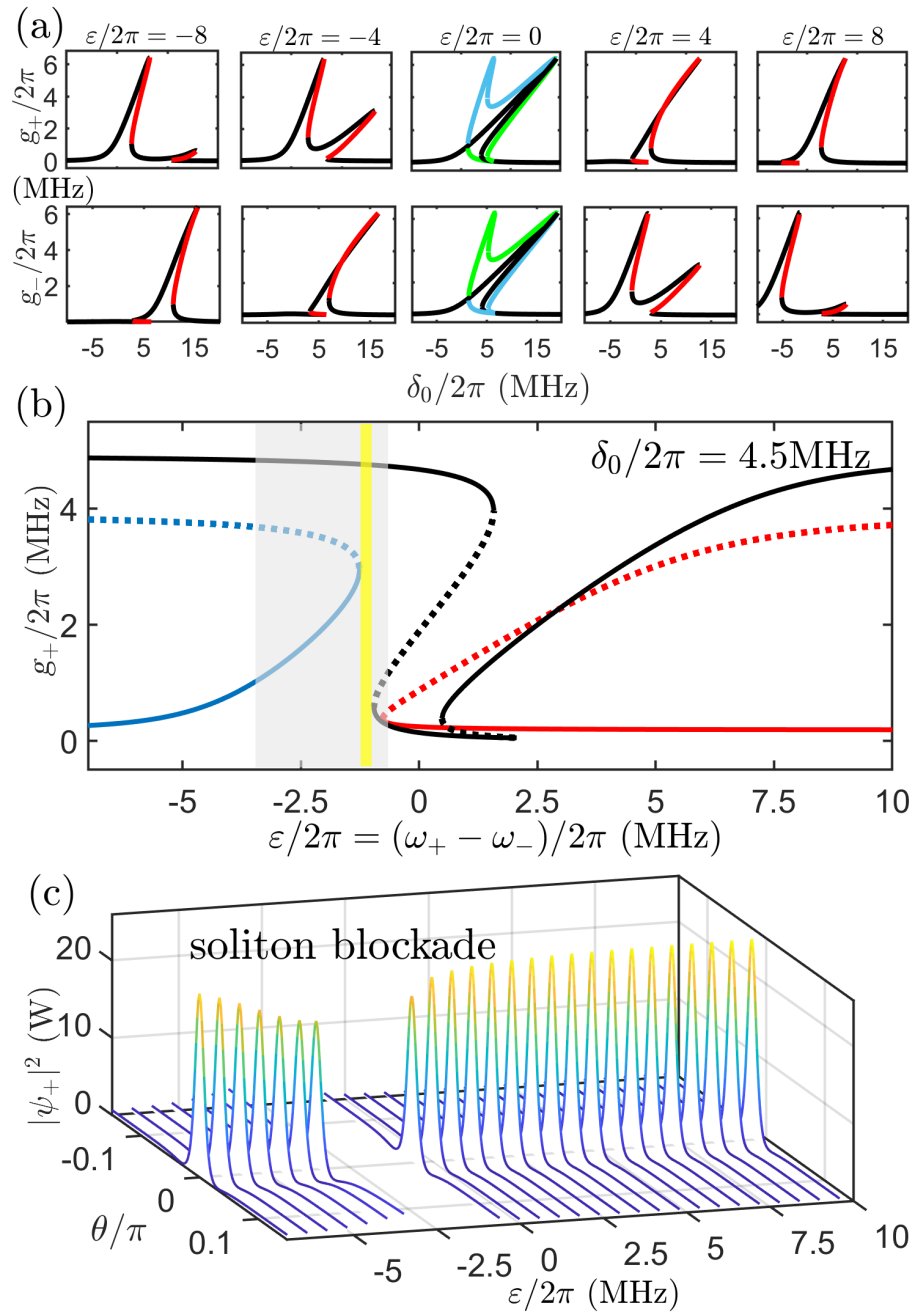 (a)
ε/2π = −8 ε/2π = −4 ε/2π = 0 ε/2π = 4 ε/2π = 8
g₊/2π
6
4
2
0
(MHz)
g₋/2π
6
4
2
-5 5 15 -5 5 15 -5 5 15 -5 5 15 -5 5 15
δ₀/2π (MHz)
(b)
δ₀/2π = 4.5MHz
g₊/2π (MHz)
4
2
0
-5 -2.5 0 2.5 5 7.5 10
ε/2π = (ω₊ − ω₋)/2π (MHz)
(c)
soliton blockade
|ψ₊|² (W)
20
10
0
-0.1
0
0.1
θ/π
-5 -2.5 0 2.5 5 7.5 10
ε/2π (MHz)